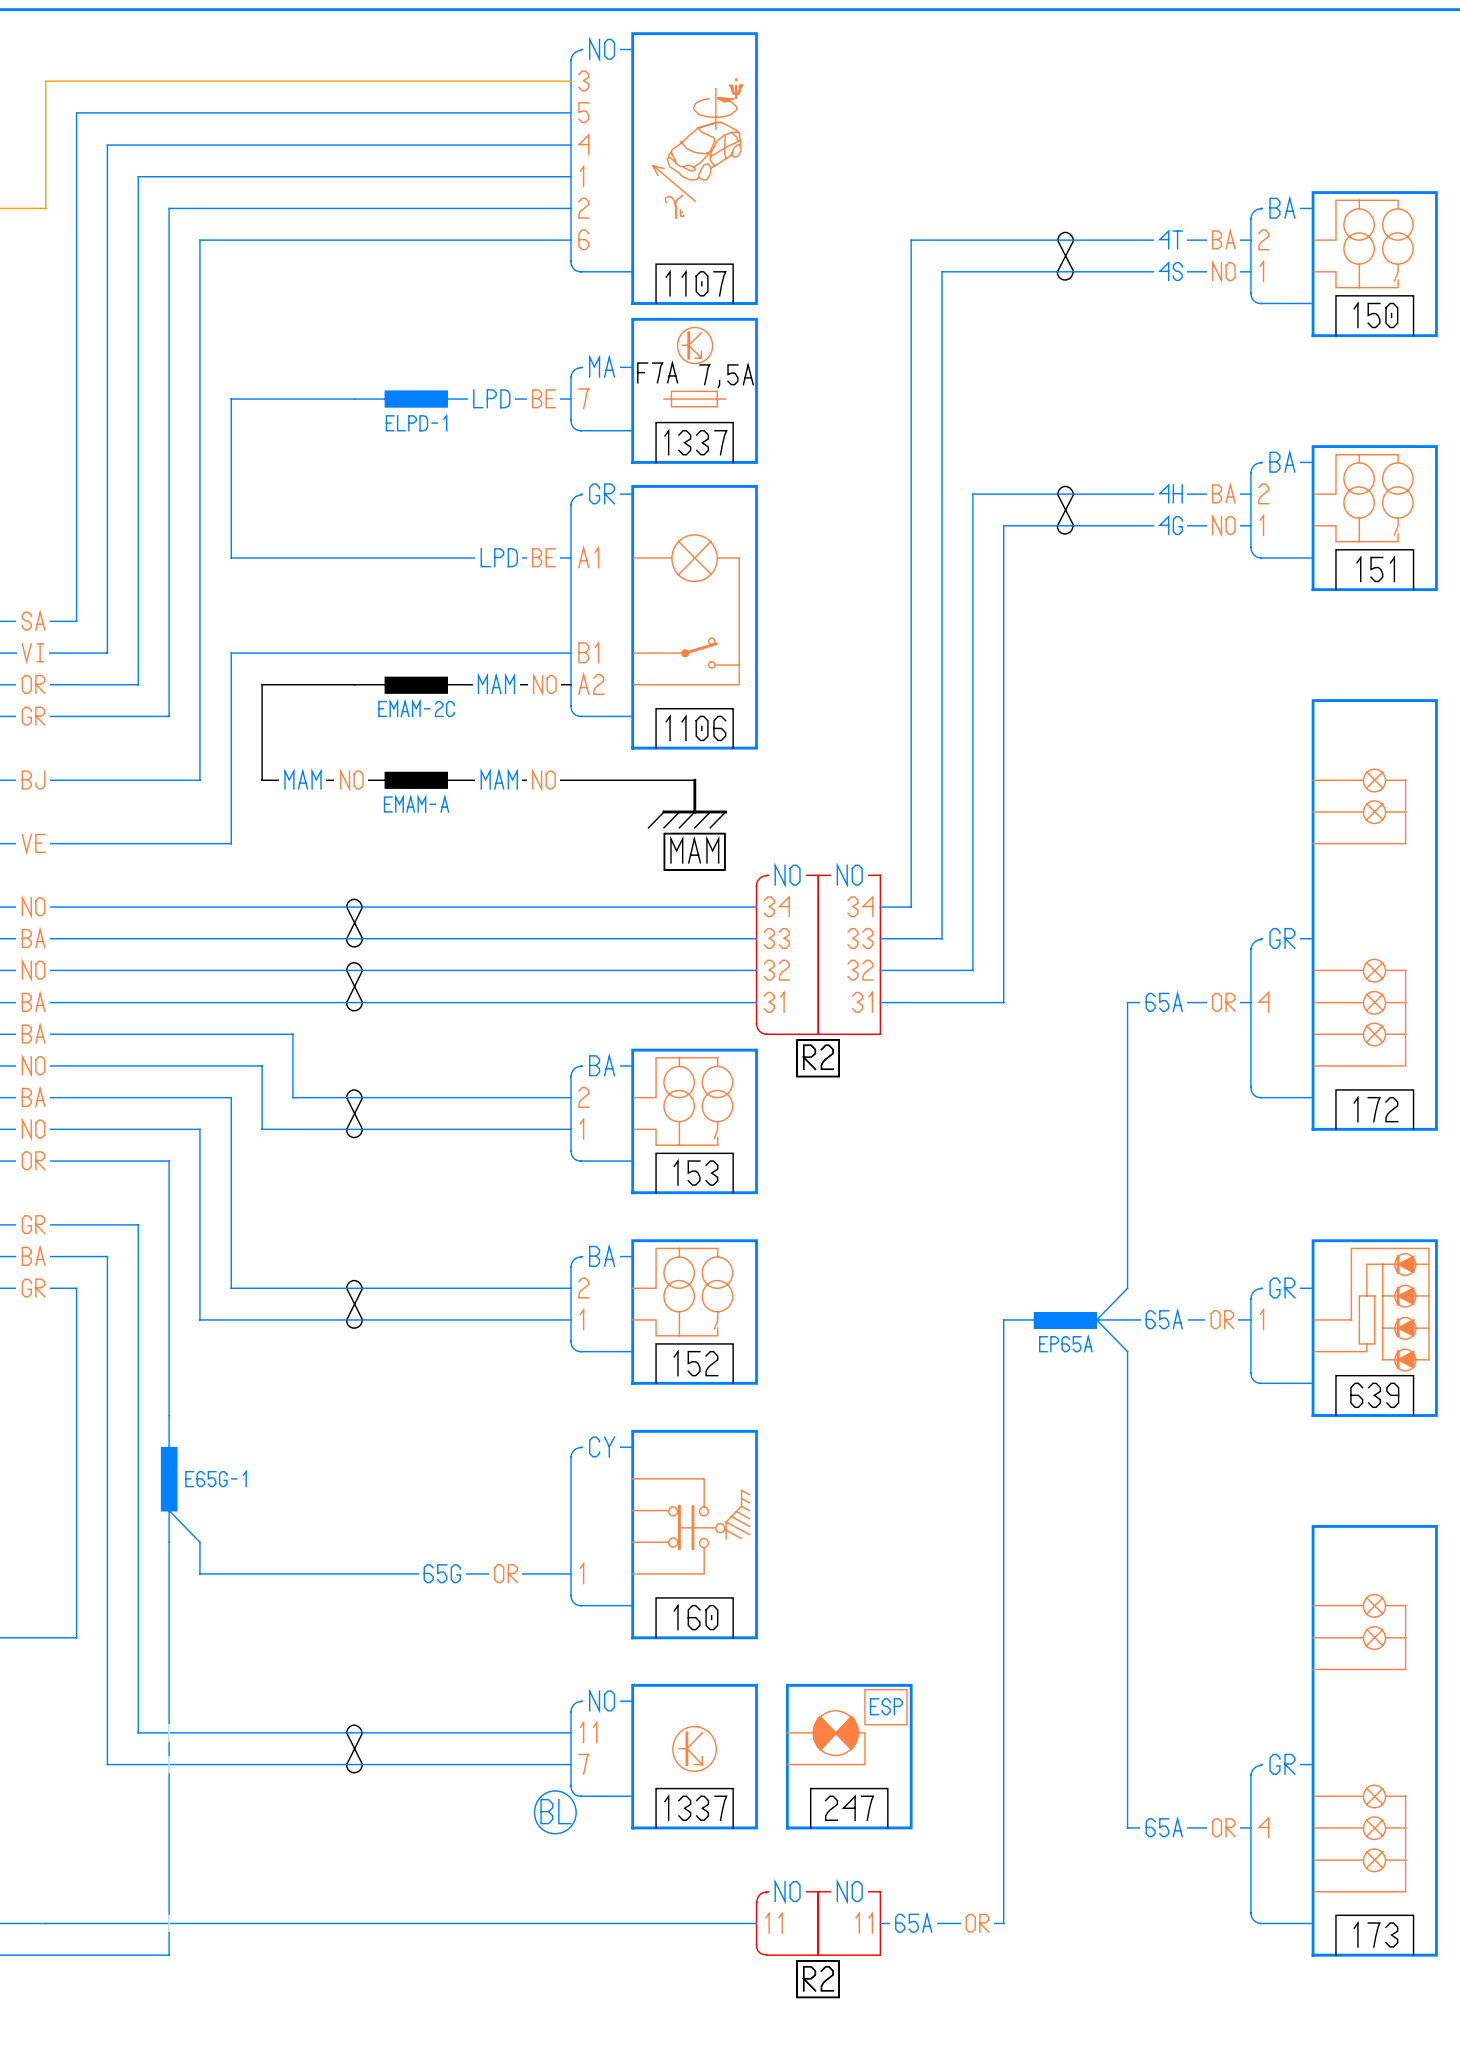 NO
3
5
4
1
2
6
1107
BA
4T BA 2
4S NO 1
150
MA
F7A 7,5A
LPD BE 7
ELPD-1
1337
BA
4H BA 2
4G NO 1
151
GR
LPD BE A1
SA
VI
B1
OR
MAM NO A2
EMAM-2C
GR
1106
BJ
MAM NO MAM NO
EMAM-A
VE
MAM
NO NO
NO 34 34
BA 33 33
NO 32 32
BA 31 31
R2
GR
65A OR 4
172
BA
NO
BA
NO
OR
BA
2
1
153
GR
BA
GR
BA
2
1
152
GR
65A OR 1
EP65A
639
CY
E65G-1
65G OR 1
160
NO
11
7
BL
1337
ESP
247
GR
65A OR 4
173
NO NO
11 11 65A OR
R2